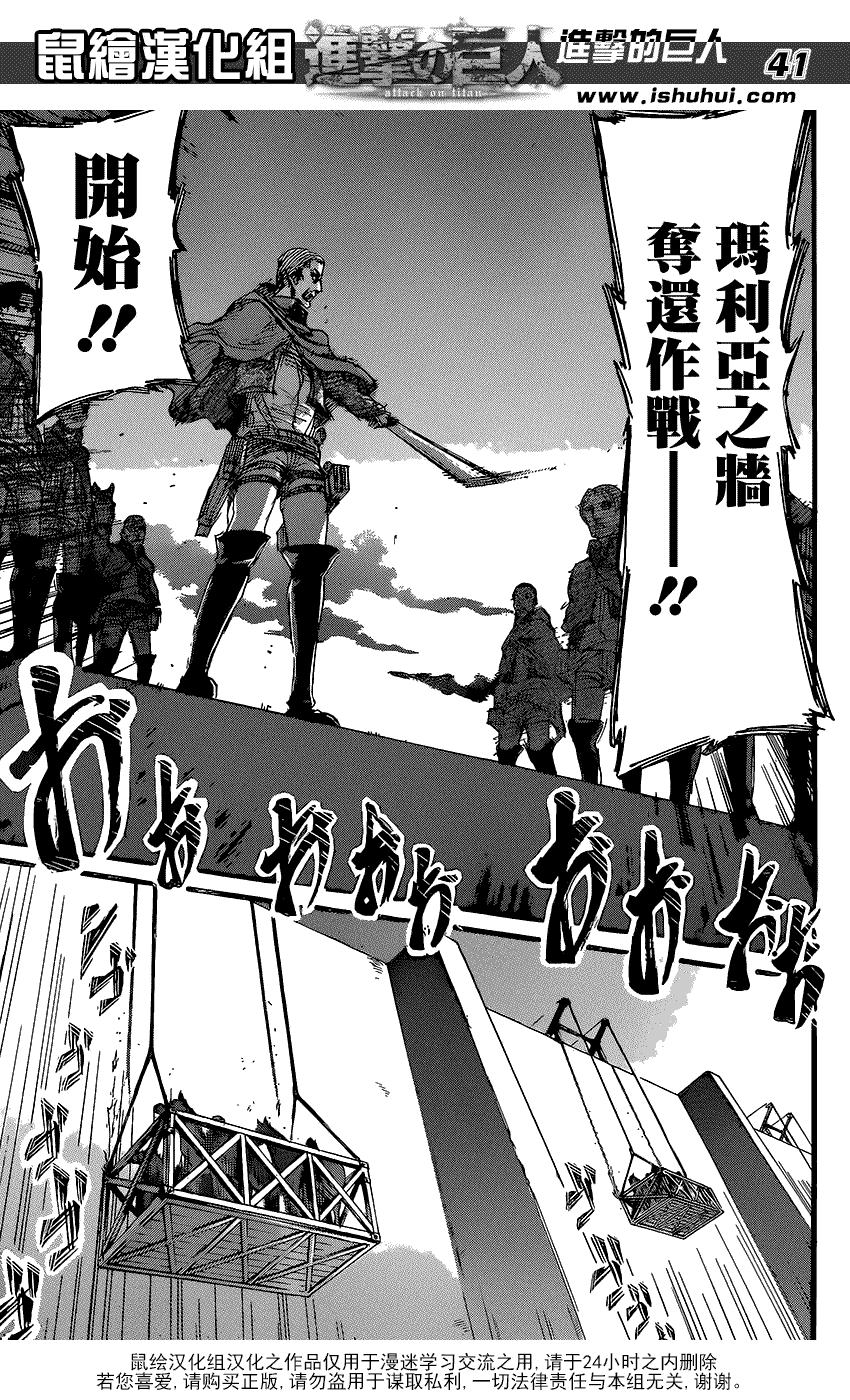 鼠繪漢化組
進撃の巨人
attack on titan
進擊的巨人
41
www.ishuhui.com
瑪利亞之牆
奪還作戰——!!
開始!!
お
お
お
お
お
お
お
お
お
お
鼠绘汉化组汉化之作品仅用于漫迷学习交流之用,请于24小时之内删除
若您喜爱,请购买正版,请勿盗用于谋取私利,一切法律责任与本组无关,谢谢。